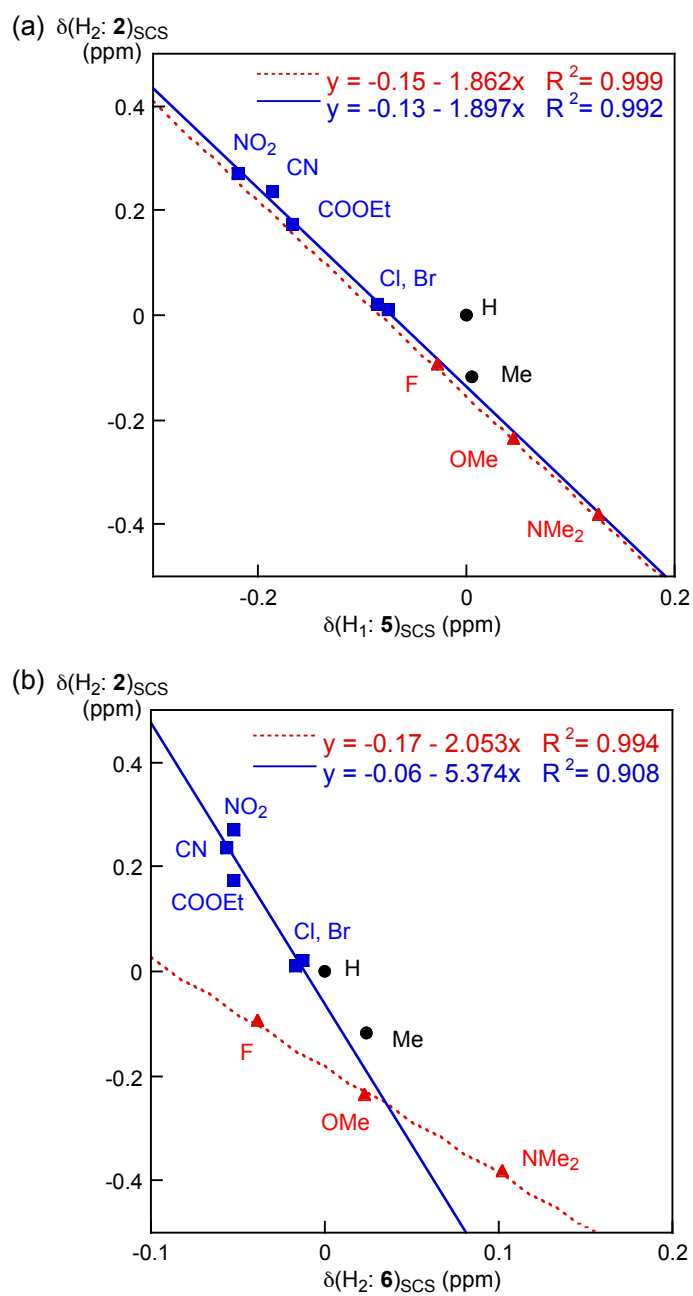 (a) δ(H₂: 2)SCS
(ppm)
y = -0.15 - 1.862x R² = 0.999
y = -0.13 - 1.897x R² = 0.992
0.4
NO₂
CN
0.2
COOEt
Cl, Br
0
H
F
Me
-0.2
OMe
-0.4
NMe₂
-0.2 0 0.2
δ(H₁: 5)SCS (ppm)
(b) δ(H₂: 2)SCS
(ppm)
y = -0.17 - 2.053x R² = 0.994
y = -0.06 - 5.374x R² = 0.908
0.4
NO₂
CN
0.2
COOEt
Cl, Br
0
H
F
Me
-0.2
OMe
NMe₂
-0.4
-0.1 0 0.1 0.2
δ(H₂: 6)SCS (ppm)